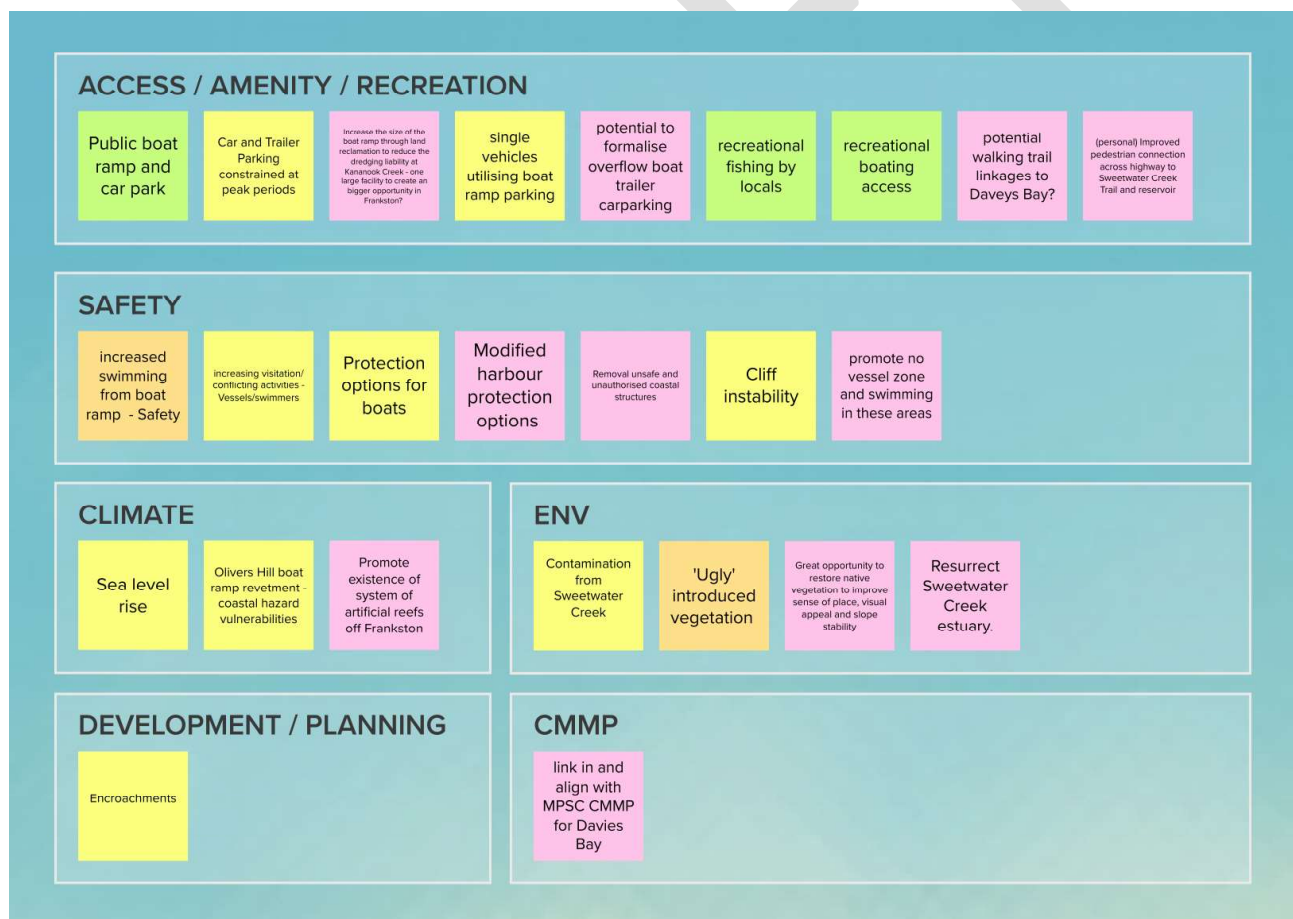 ACCESS / AMENITY / RECREATION
Public boat
ramp and
car park
Car and Trailer
Parking
constrained at
peak periods
Increase the size of the
boat ramp through land
reclamation to reduce the
dredging liability at
Kananook Creek - one
large facility to create an
bigger opportunity in
Frankston?
single
vehicles
utilising boat
ramp parking
potential to
formalise
overflow boat
trailer
carparking
recreational
fishing by
locals
recreational
boating
access
potential
walking trail
linkages to
Daveys Bay?
(personal) Improved
pedestrian connection
across highway to
Sweetwater Creek
Trail and reservoir
SAFETY
increased
swimming
from boat
ramp - Safety
increasing visitation/
conflicting activities -
Vessels/swimmers
Protection
options for
boats
Modified
harbour
protection
options
Removal unsafe and
unauthorised coastal
structures
Cliff
instability
promote no
vessel zone
and swimming
in these areas
CLIMATE
Sea level
rise
Olivers Hill boat
ramp revetment -
coastal hazard
vulnerabilities
Promote
existence of
system of
artificial reefs
off Frankston
ENV
Contamination
from
Sweetwater
Creek
'Ugly'
introduced
vegetation
Great opportunity to
restore native
vegetation to improve
sense of place, visual
appeal and slope
stability
Resurrect
Sweetwater
Creek
estuary.
DEVELOPMENT / PLANNING
Encroachments
CMMP
link in and
align with
MPSC CMMP
for Davies
Bay